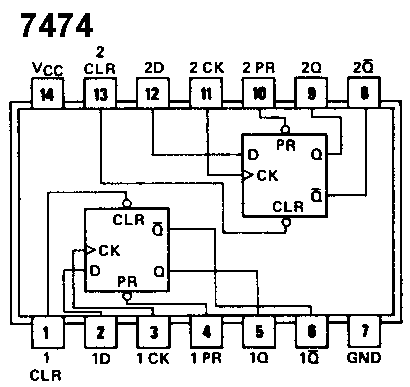 7474
2
VCC CLR 2D 2 CK 2 PR 2Q 2Q̅
14 13 12 11 10 9 8
PR
D Q
CK
Q̅
CLR
CLR
Q̅
CK
D Q
PR
1 2 3 4 5 6 7
1 1D 1 CK 1 PR 1Q 1Q̅ GND
CLR